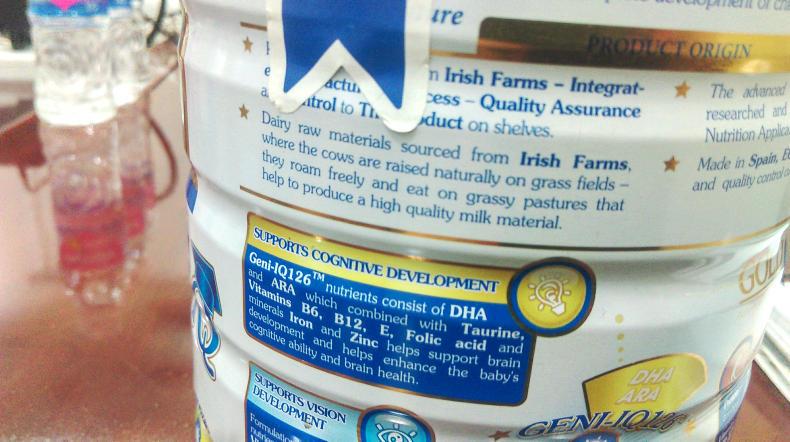 ure
PRODUCT ORIGIN
Irish Farms – Integrat-
to cess – Quality Assurance
on shelves.
Dairy raw materials sourced from Irish Farms,
where the cows are raised naturally on grass fields –
they roam freely and eat on grassy pastures that
help to produce a high quality milk material.
The advanced
researched and
Nutrition Applica
Made in Spain,
and quality control
SUPPORTS COGNITIVE DEVELOPMENT
Geni-IQ126™ nutrients consist of DHA
and ARA which combined with Taurine,
Vitamins B6, B12, E, Folic acid and
minerals Iron and Zinc helps support brain
development and helps enhance the baby's
cognitive ability and brain health.
SUPPORTS VISION
DEVELOPMENT
Formulation
GOLD
DHA
ARA
GENI-IQ126